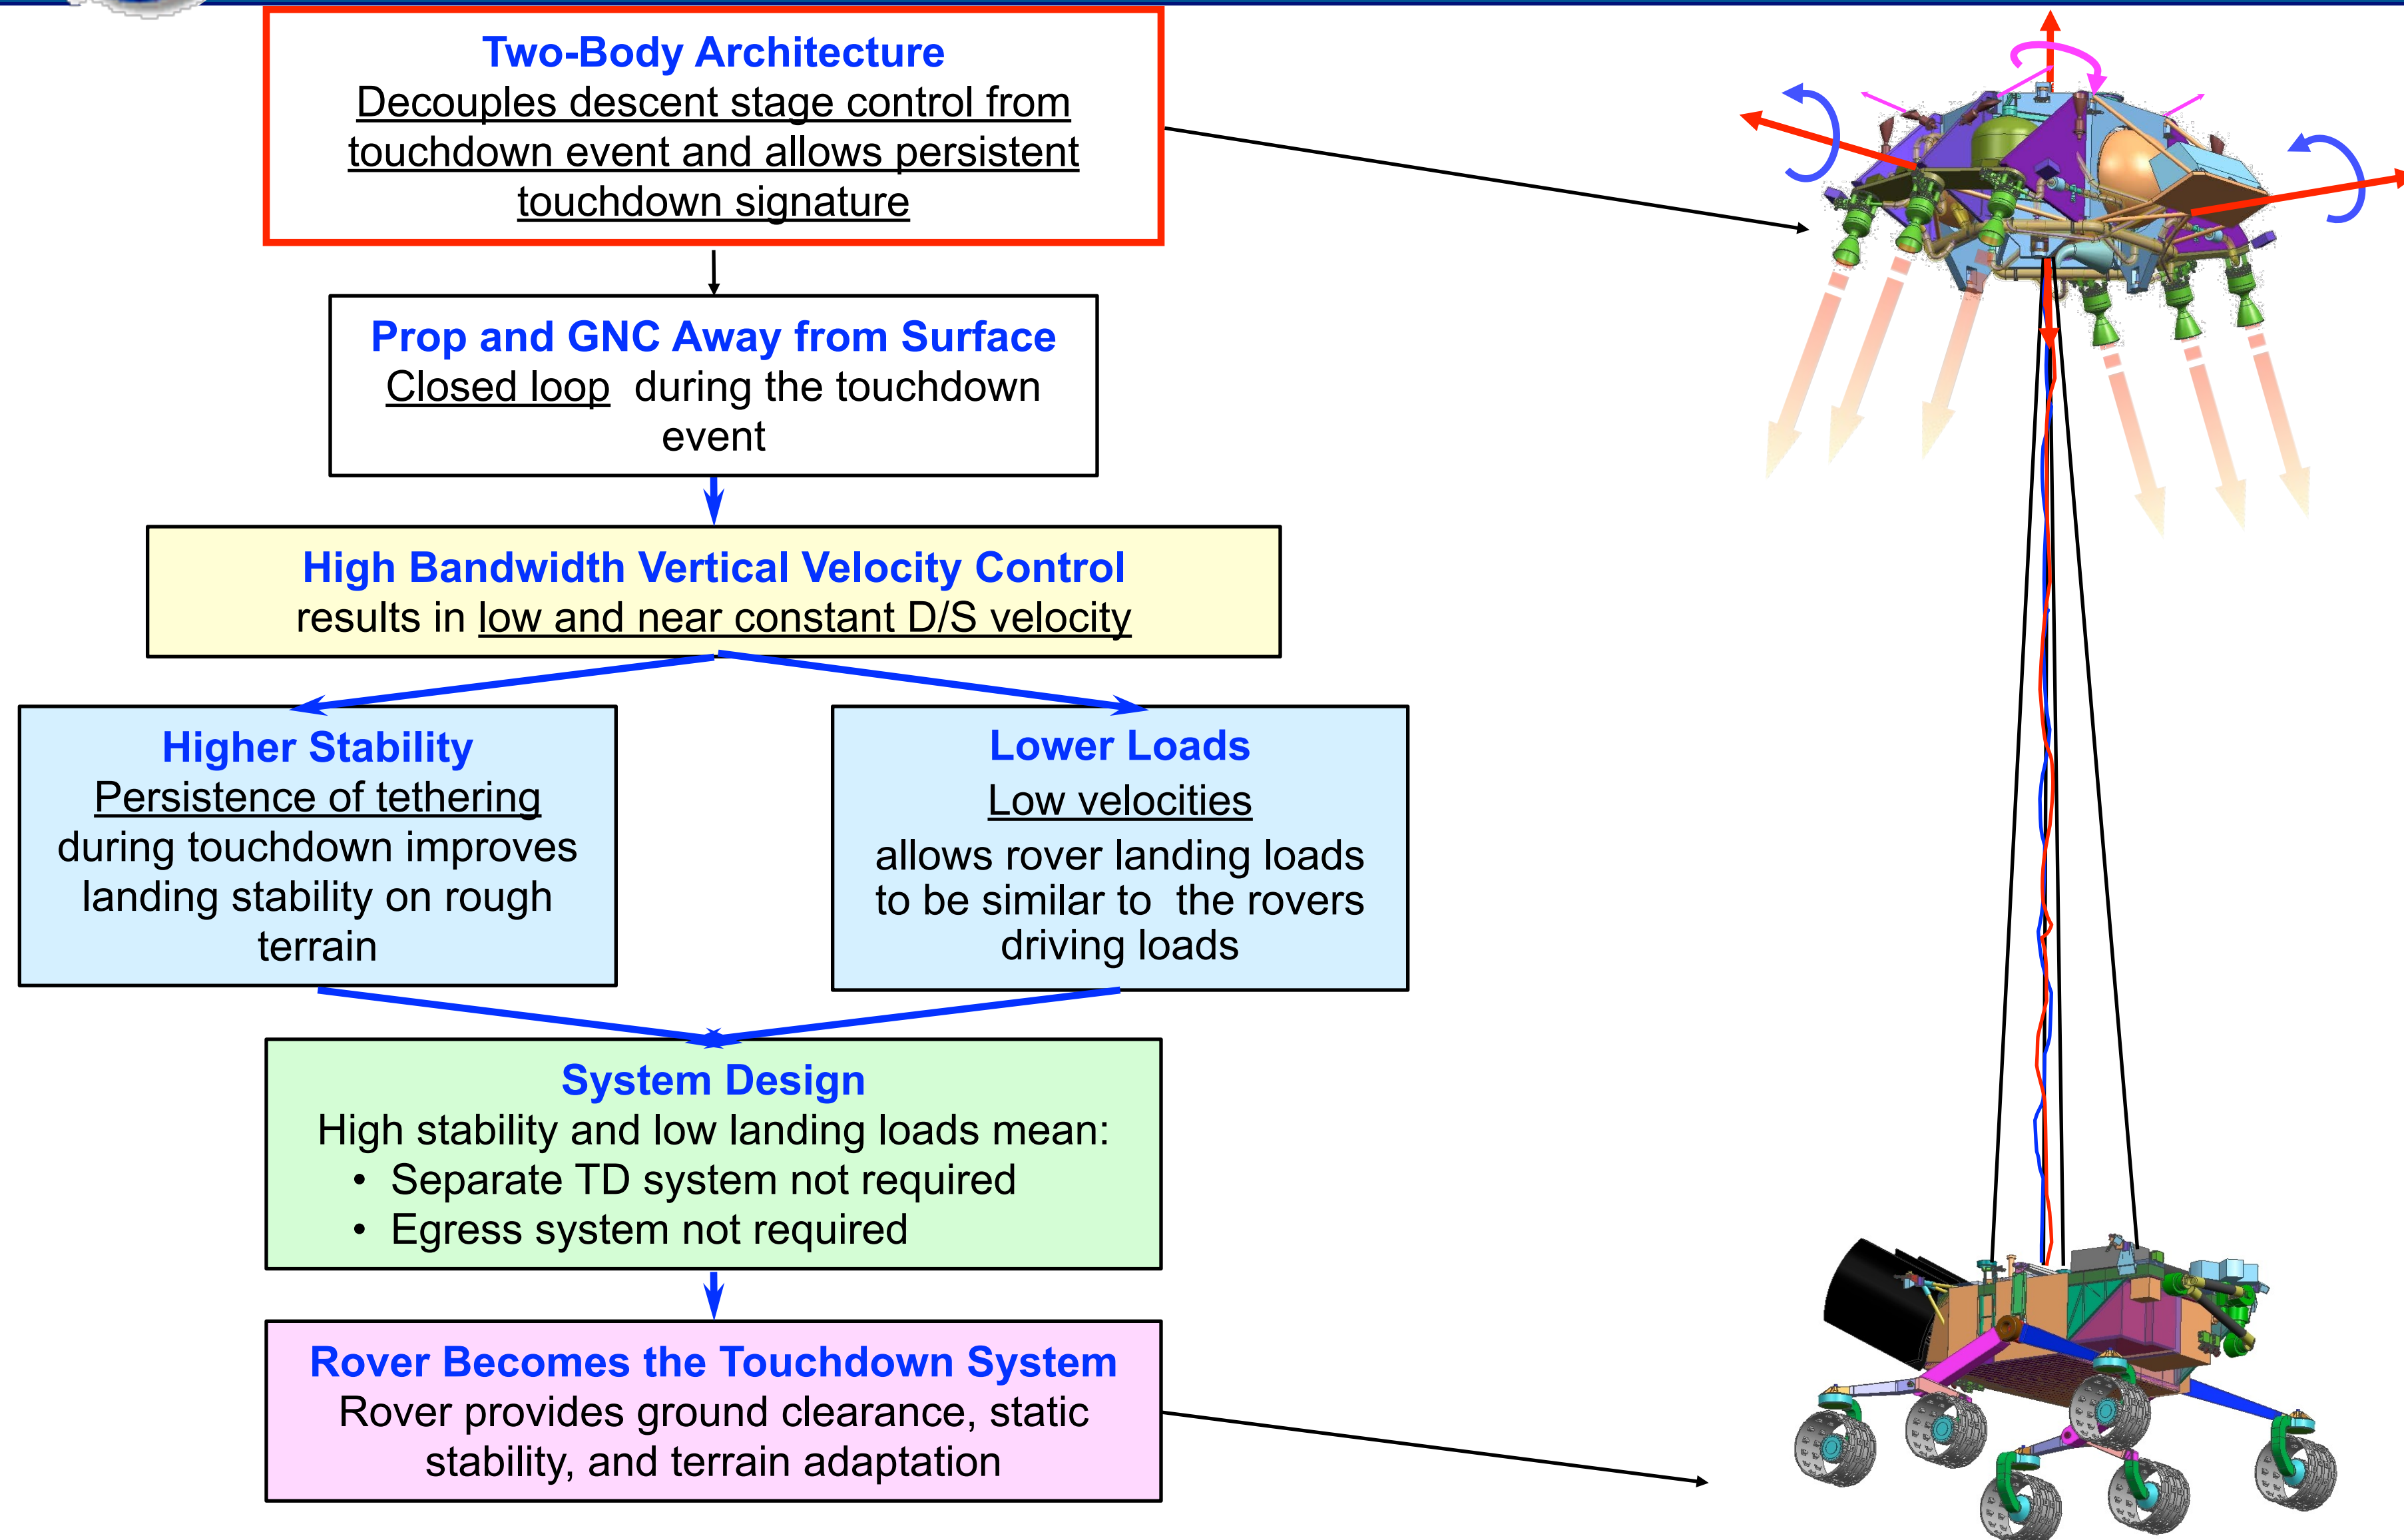 Two-Body Architecture
Decouples descent stage control from
touchdown event and allows persistent
touchdown signature
Prop and GNC Away from Surface
Closed loop during the touchdown
event
High Bandwidth Vertical Velocity Control
results in low and near constant D/S velocity
Higher Stability
Persistence of tethering
during touchdown improves
landing stability on rough
terrain
Lower Loads
Low velocities
allows rover landing loads
to be similar to the rovers
driving loads
System Design
High stability and low landing loads mean:
• Separate TD system not required
• Egress system not required
Rover Becomes the Touchdown System
Rover provides ground clearance, static
stability, and terrain adaptation